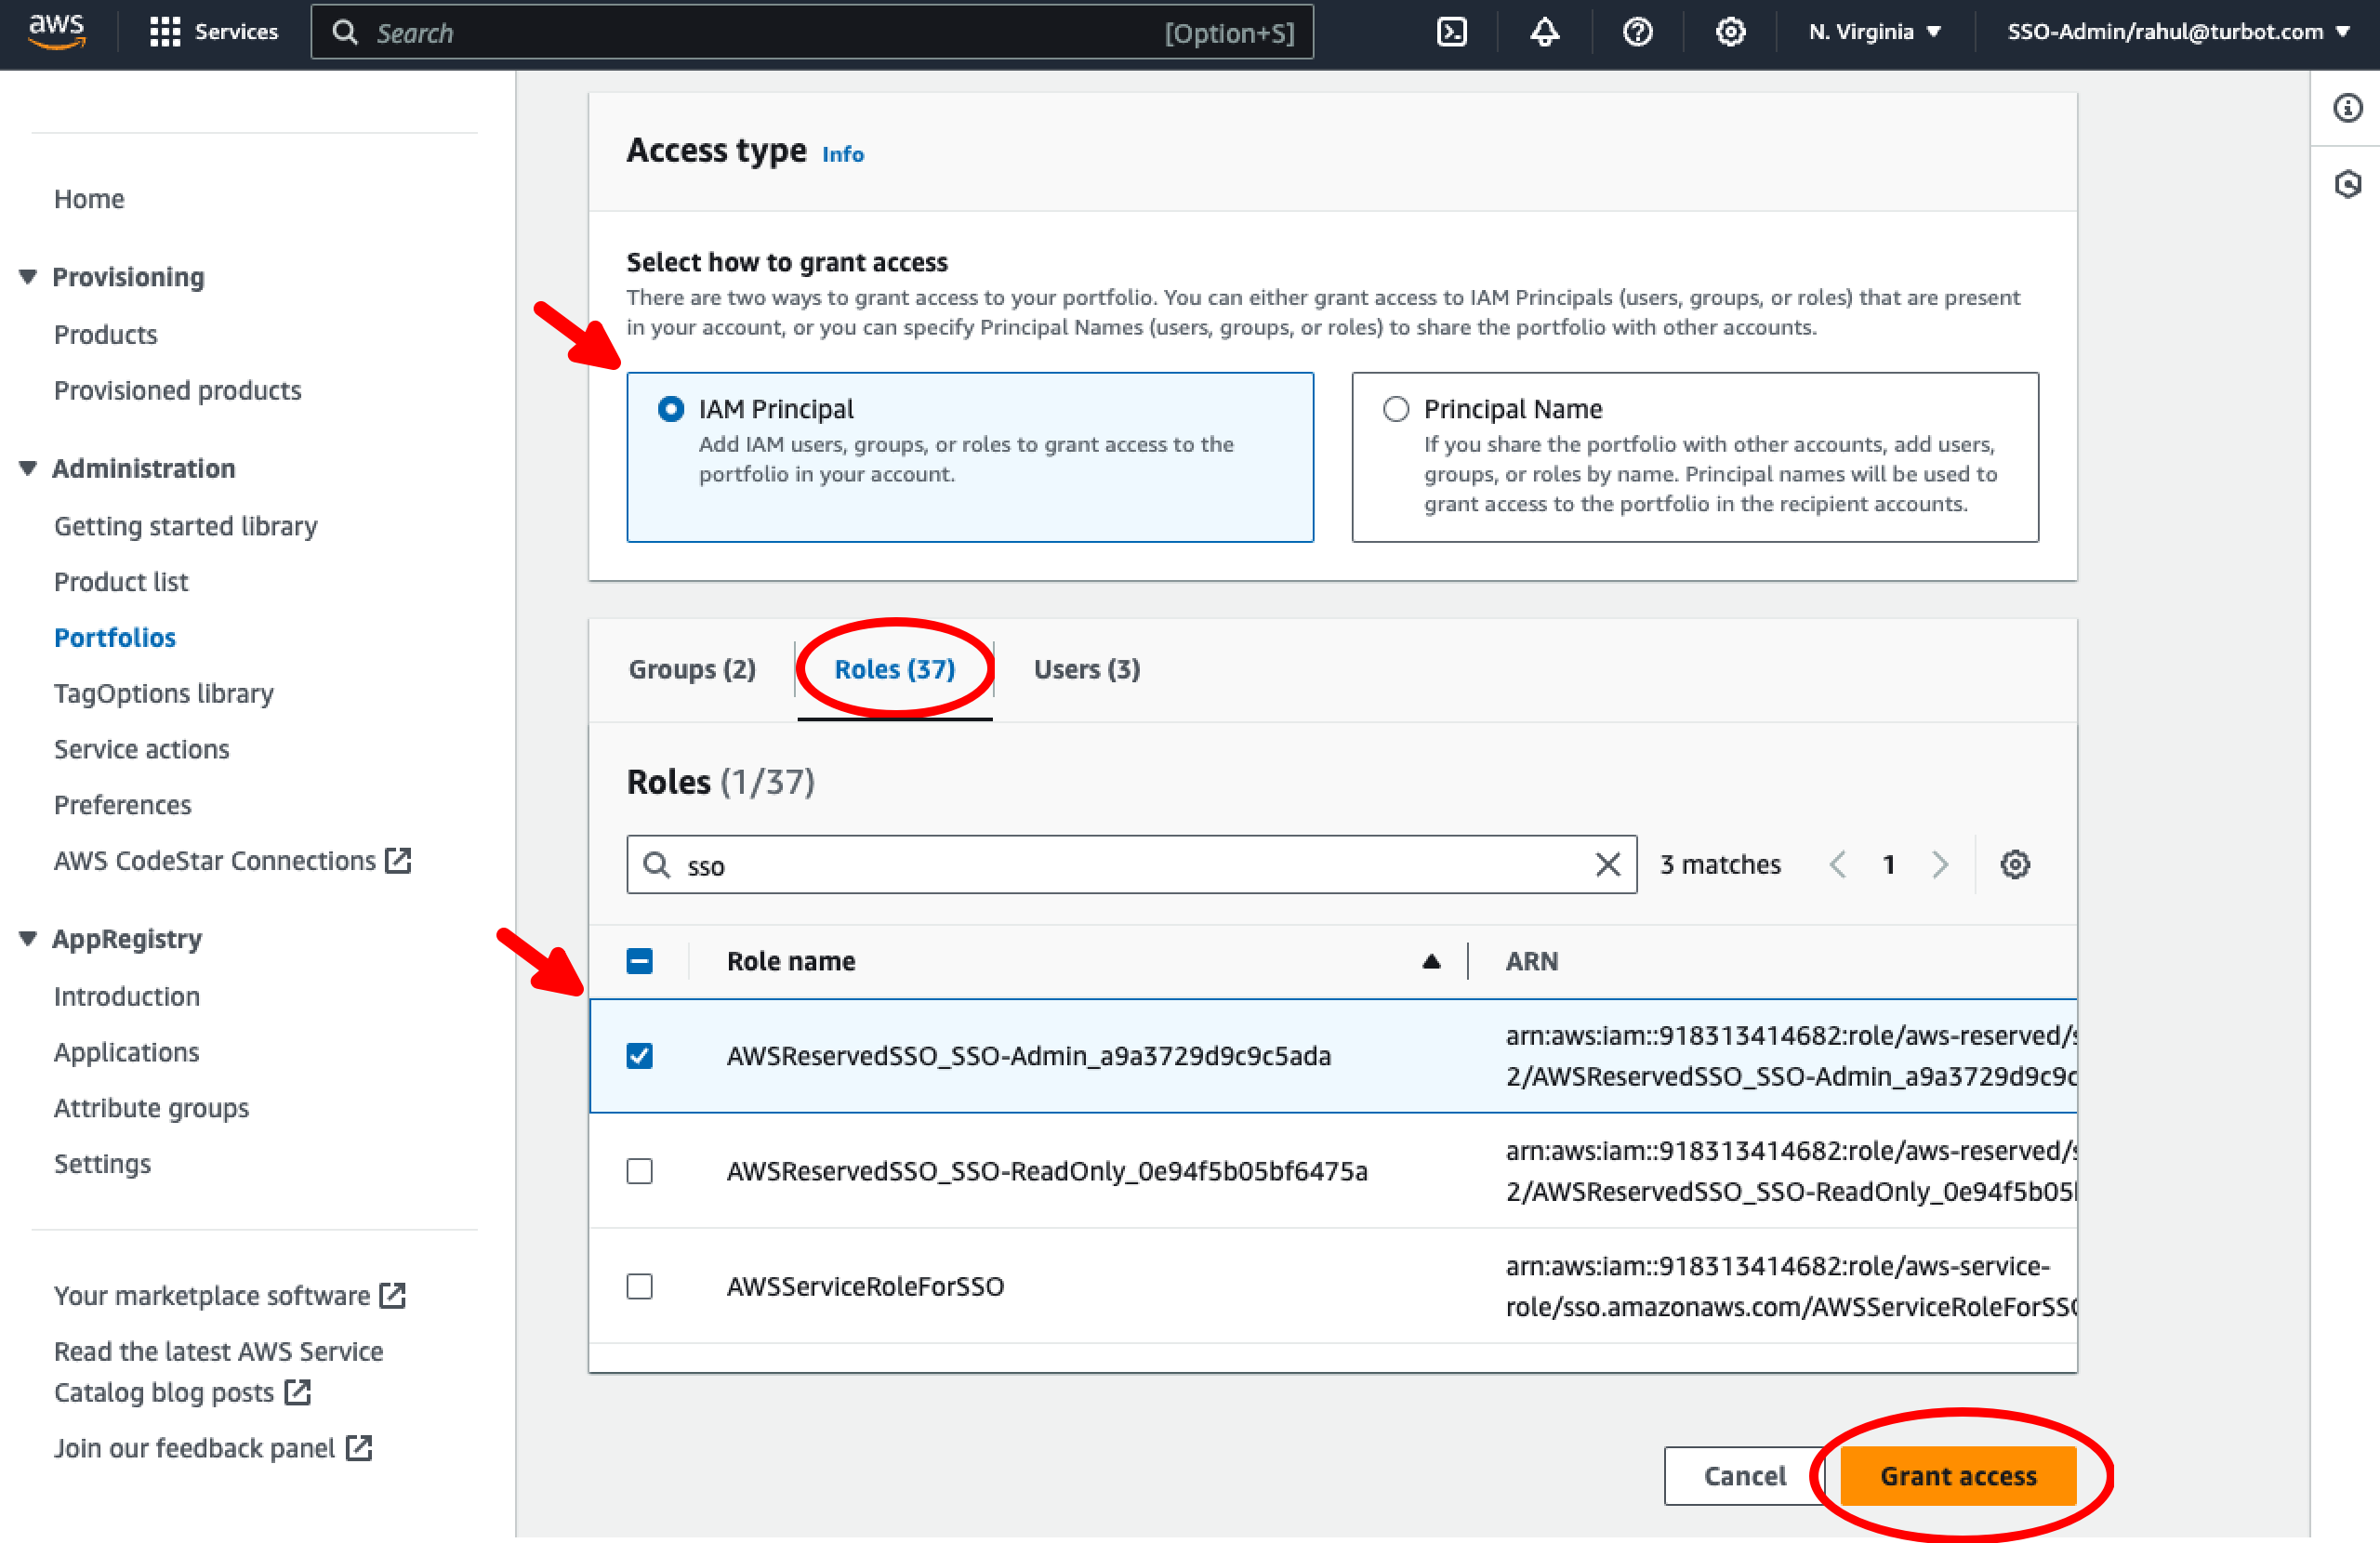 aws
Services
Search
[Option+S]
N. Virginia
SSO-Admin/rahul@turbot.com
Home
Provisioning
Products
Provisioned products
Administration
Getting started library
Product list
Portfolios
TagOptions library
Service actions
Preferences
AWS CodeStar Connections
AppRegistry
Introduction
Applications
Attribute groups
Settings
Your marketplace software
Read the latest AWS Service
Catalog blog posts
Join our feedback panel
Access type Info
Select how to grant access
There are two ways to grant access to your portfolio. You can either grant access to IAM Principals (users, groups, or roles) that are present
in your account, or you can specify Principal Names (users, groups, or roles) to share the portfolio with other accounts.
IAM Principal
Add IAM users, groups, or roles to grant access to the
portfolio in your account.
Principal Name
If you share the portfolio with other accounts, add users,
groups, or roles by name. Principal names will be used to
grant access to the portfolio in the recipient accounts.
Groups (2)
Roles (37)
Users (3)
Roles (1/37)
sso
3 matches
1
Role name
ARN
AWSReservedSSO_SSO-Admin_a9a3729d9c9c5ada
arn:aws:iam::918313414682:role/aws-reserved/s
2/AWSReservedSSO_SSO-Admin_a9a3729d9c9c
AWSReservedSSO_SSO-ReadOnly_0e94f5b05bf6475a
arn:aws:iam::918313414682:role/aws-reserved/s
2/AWSReservedSSO_SSO-ReadOnly_0e94f5b05b
AWSServiceRoleForSSO
arn:aws:iam::918313414682:role/aws-service-
role/sso.amazonaws.com/AWSServiceRoleForSSO
Cancel
Grant access